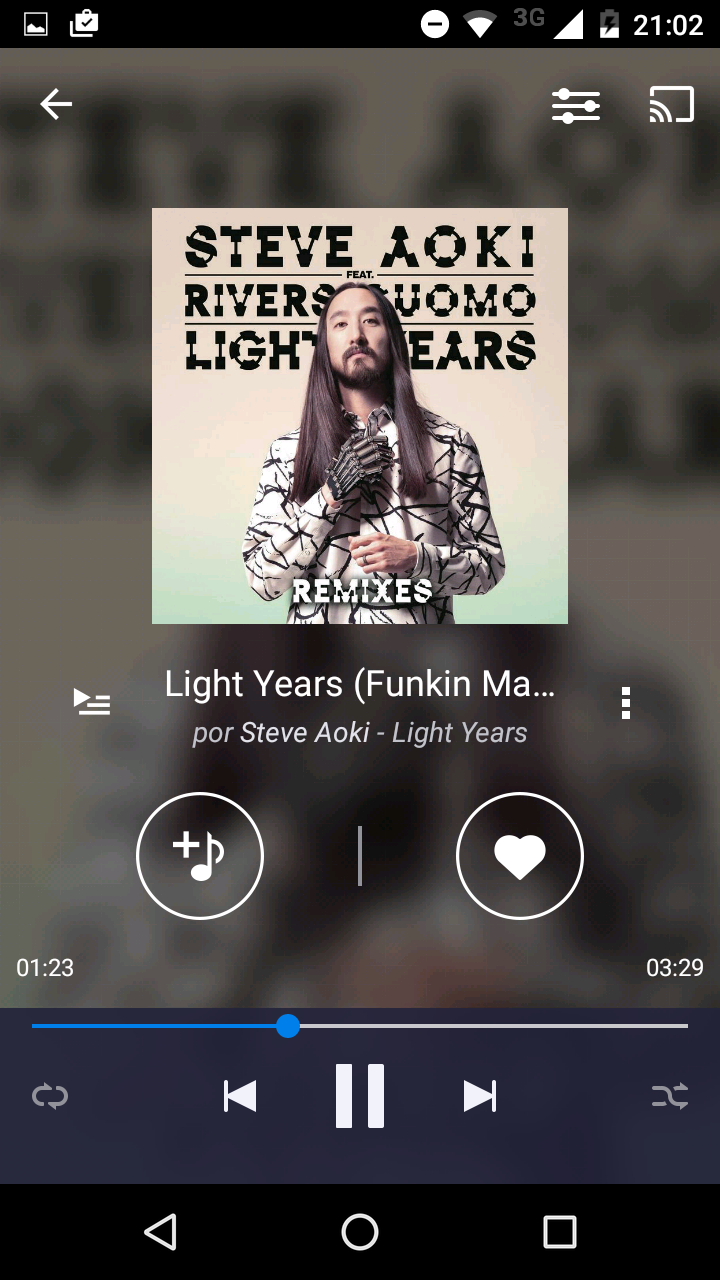 3G 21:02
STEVE AOKI
FEAT.
RIVERS CUOMO
LIGHT YEARS
REMIXES
Light Years (Funkin Ma...
por Steve Aoki - Light Years
01:23
03:29